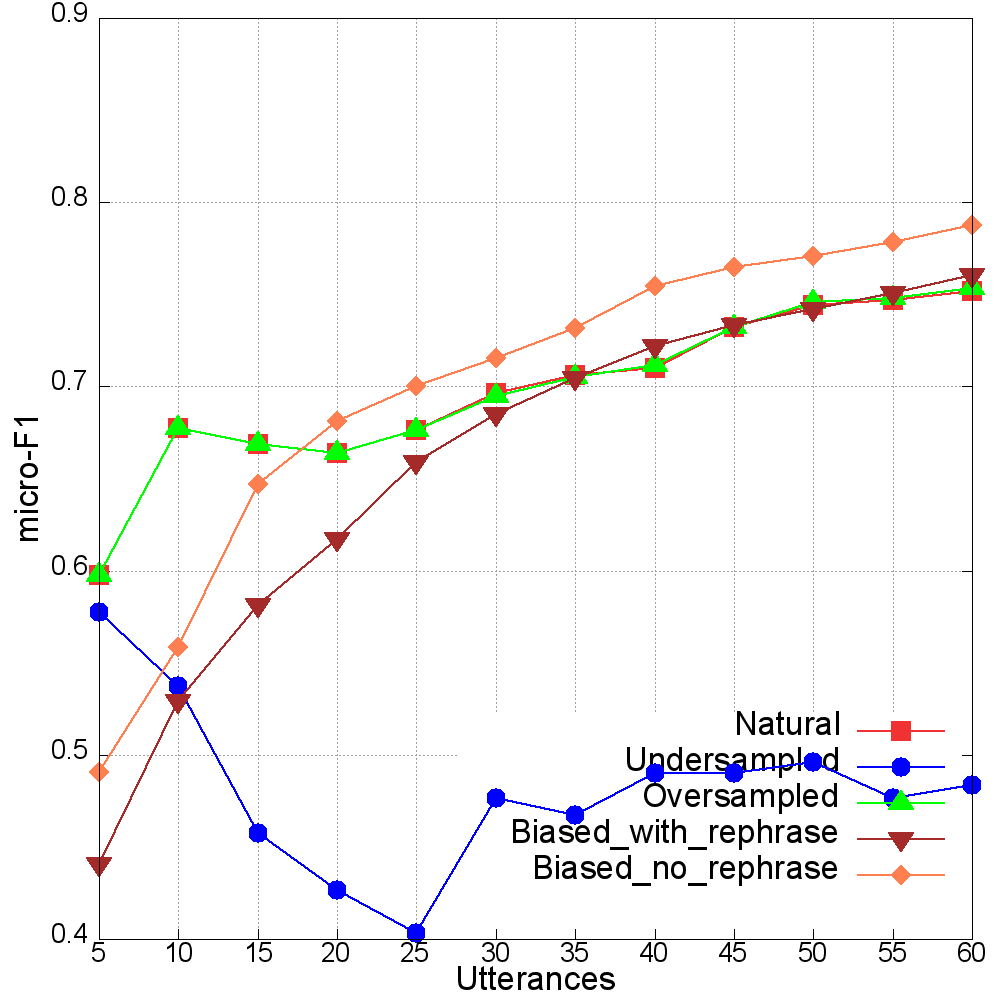 0.9
0.8
0.7
0.6
0.5
0.4
micro-F1
5 10 15 20 25 30 35 40 45 50 55 60
Utterances
Natural
Undersampled
Oversampled
Biased_with_rephrase
Biased_no_rephrase